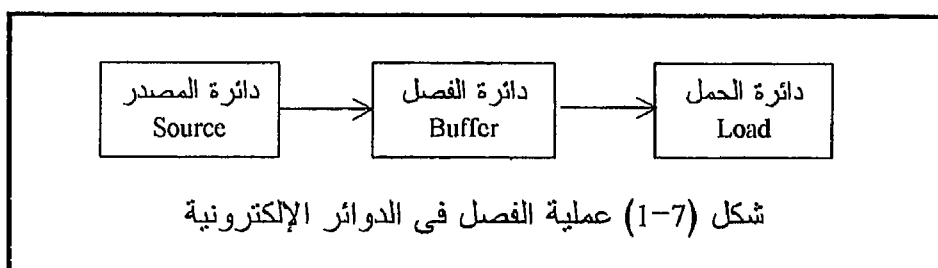 دائرة المصدر
Source
دائرة الفصل
Buffer
دائرة الحمل
Load
شكل (7-1) عملية الفصل فى الدوائر الإلكترونية